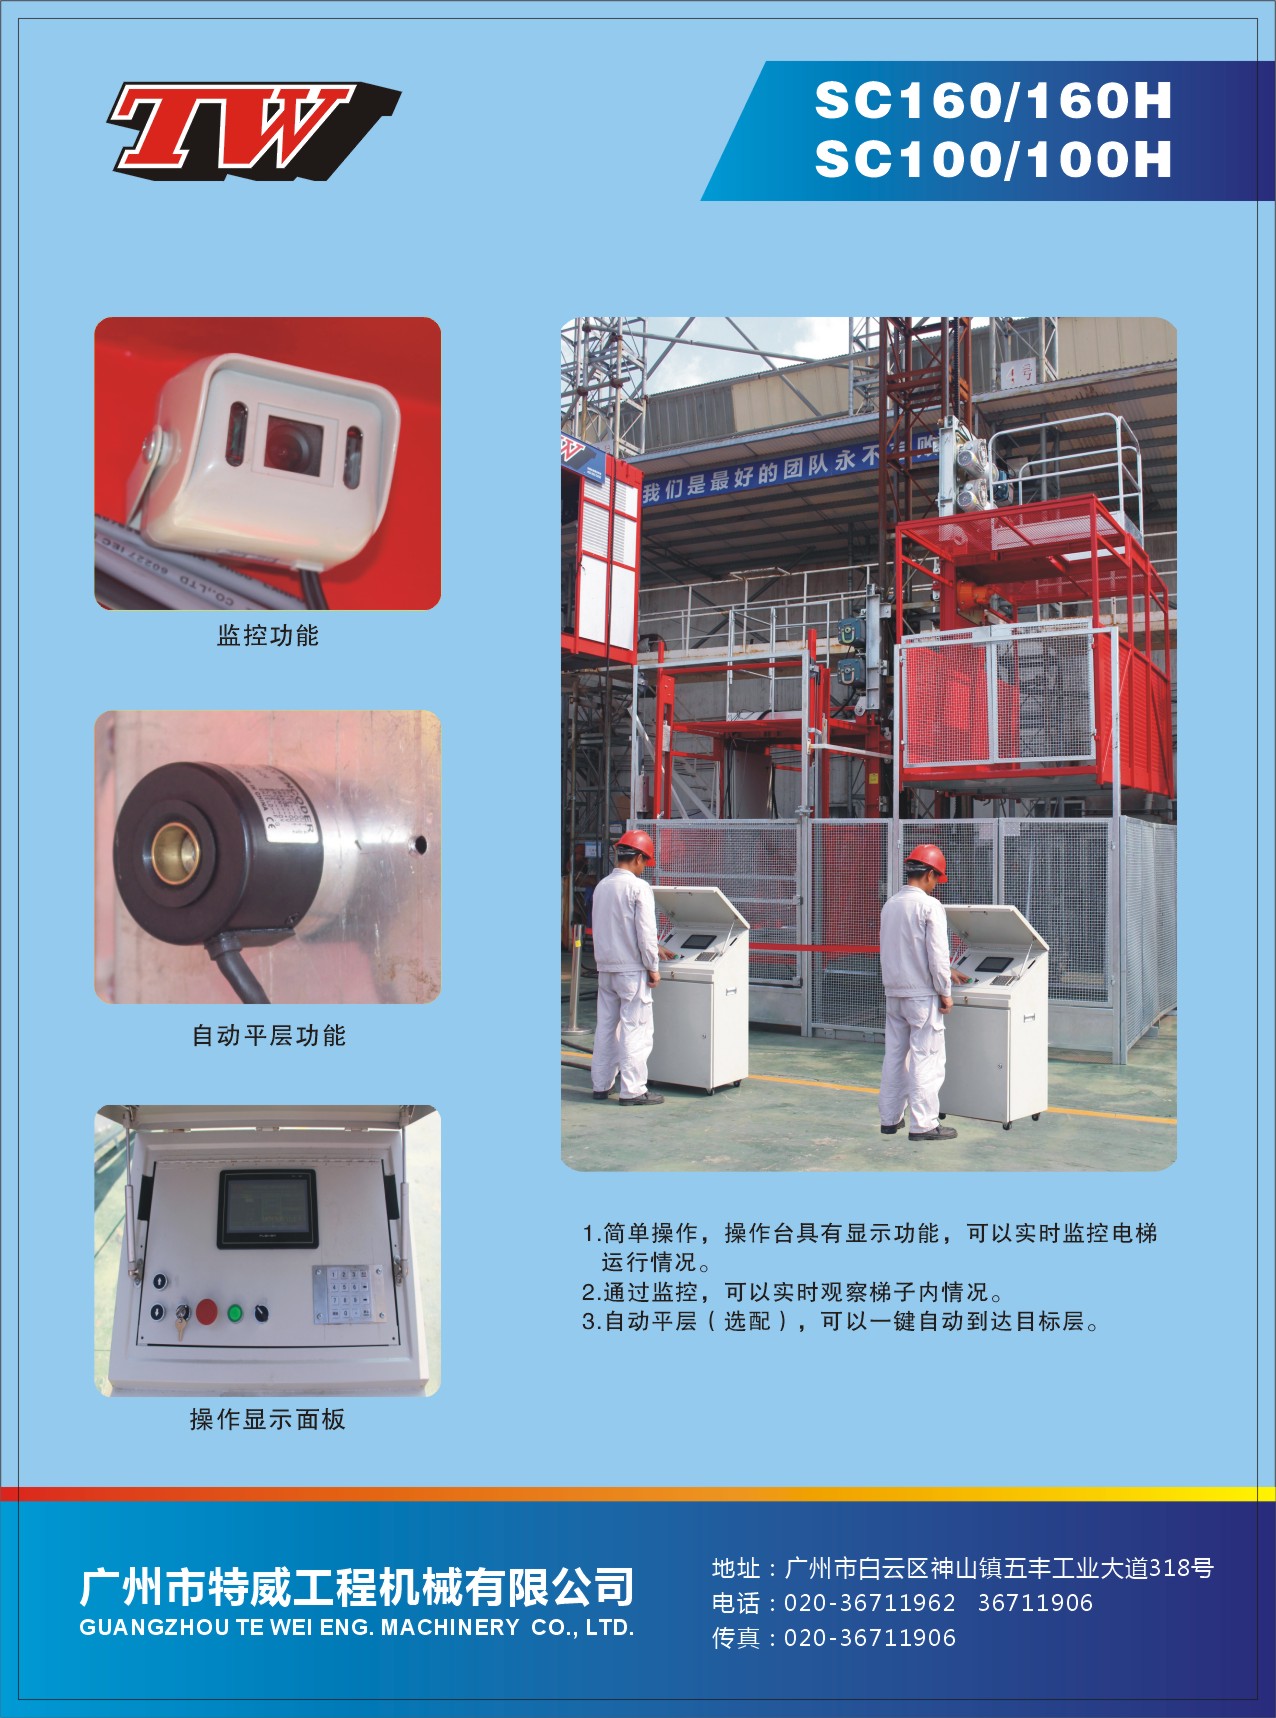 TW
SC160/160H
SC100/100H
监控功能
自动平层功能
操作显示面板
4号
我们是最好的团队永不
1.简单操作，操作台具有显示功能，可以实时监控电梯
运行情况。
2.通过监控，可以实时观察梯子内情况。
3.自动平层（选配），可以一键自动到达目标层。
广州市特威工程机械有限公司
GUANGZHOU TE WEI ENG. MACHINERY CO., LTD.
地址：广州市白云区神山镇五丰工业大道318号
电话：020-36711962 36711906
传真：020-36711906